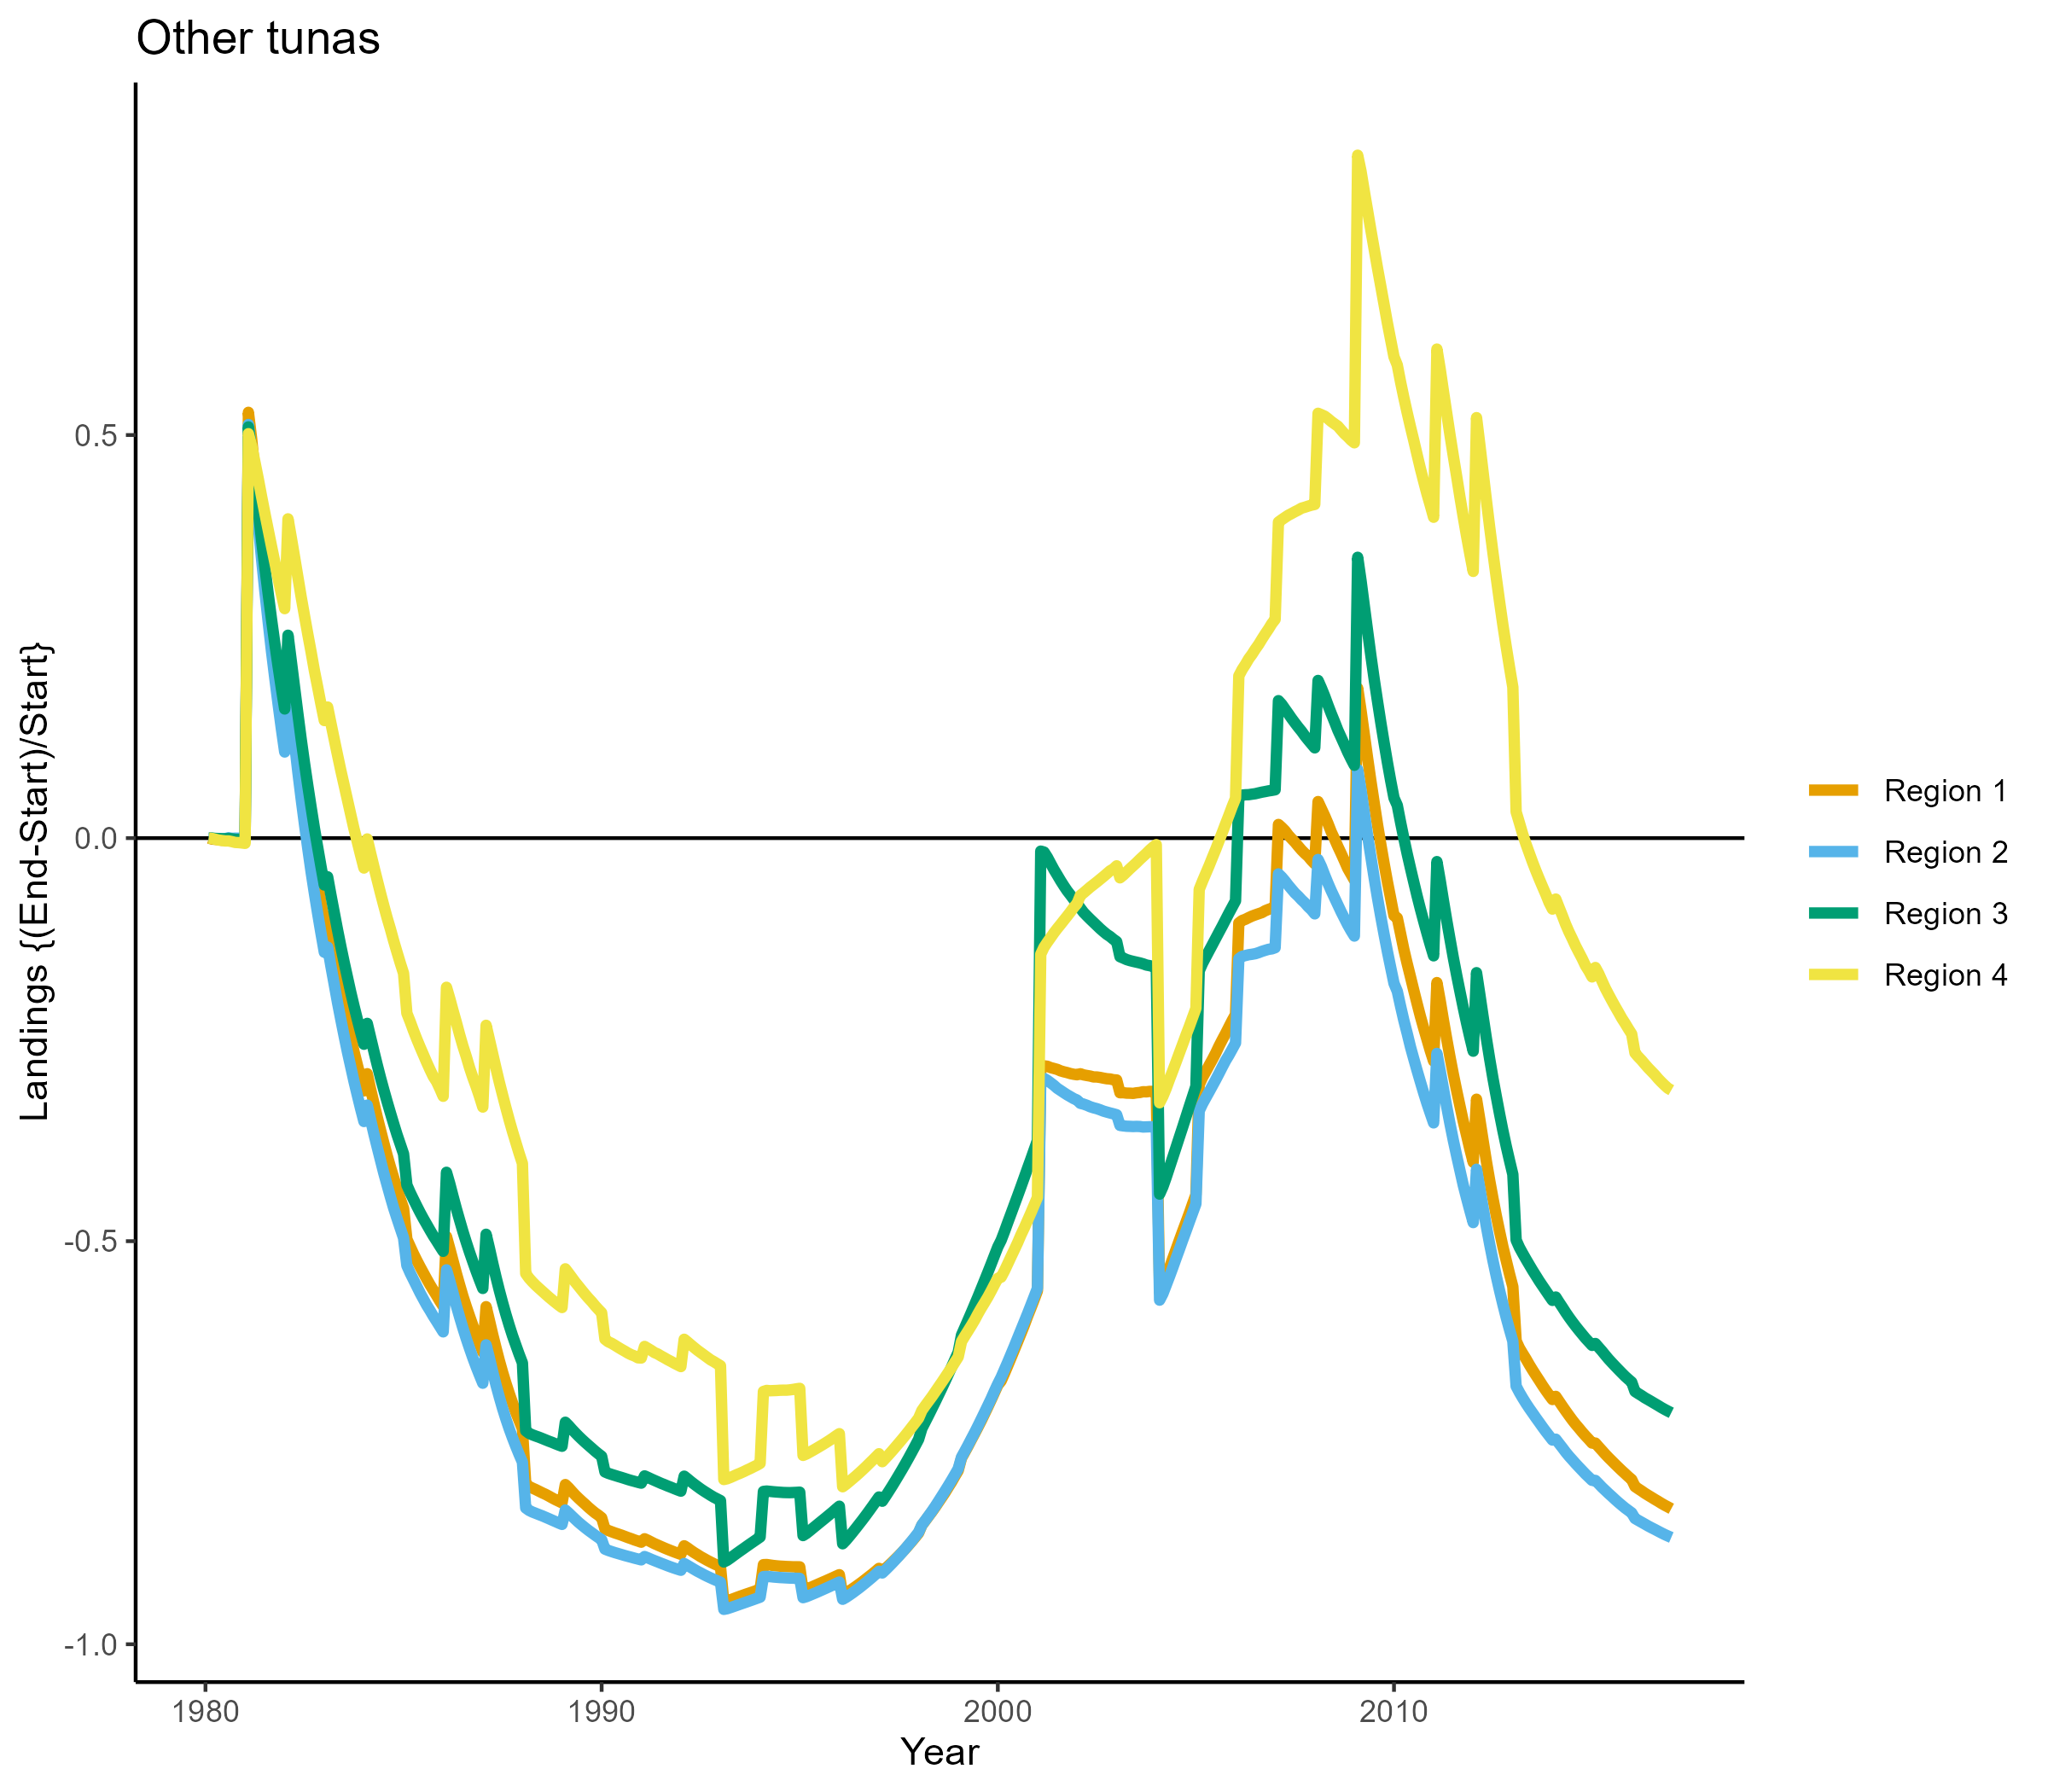 Other tunas
Landings {(End-Start)/Start}
0.5
0.0
-0.5
-1.0
1980
1990
2000
2010
Year
Region 1
Region 2
Region 3
Region 4